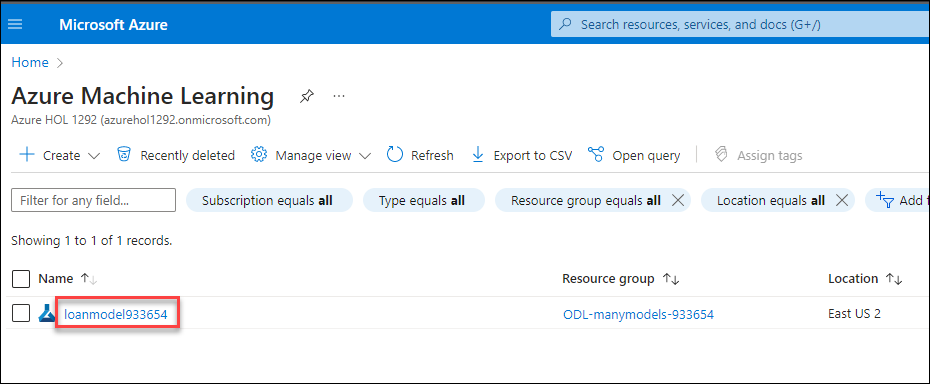 Microsoft Azure
Search resources, services, and docs (G+/)
Home
Azure Machine Learning
Azure HOL 1292 (azurehol1292.onmicrosoft.com)
Create Recently deleted Manage view Refresh Export to CSV Open query Assign tags
Filter for any field... Subscription equals all Type equals all Resource group equals all Location equals all Add f
Showing 1 to 1 of 1 records.
Name Resource group Location
loanmodel933654 ODL-manymodels-933654 East US 2